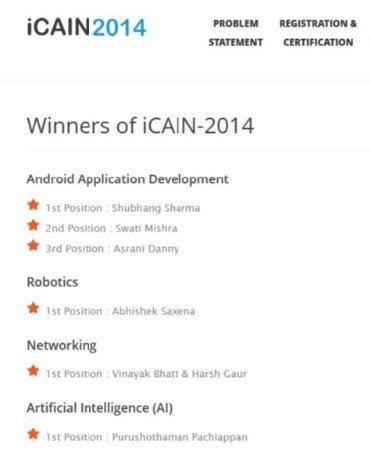 iCAIN2014
PROBLEM STATEMENT
REGISTRATION & CERTIFICATION
Winners of iCAIN-2014
Android Application Development
1st Position : Shubhang Sharma
2nd Position : Swati Mishra
3rd Position : Asrani Danny
Robotics
1st Position : Abhishek Saxena
Networking
1st Position : Vinayak Bhatt & Harsh Gaur
Artificial Intelligence (AI)
1st Position : Purushothaman Pachiappan